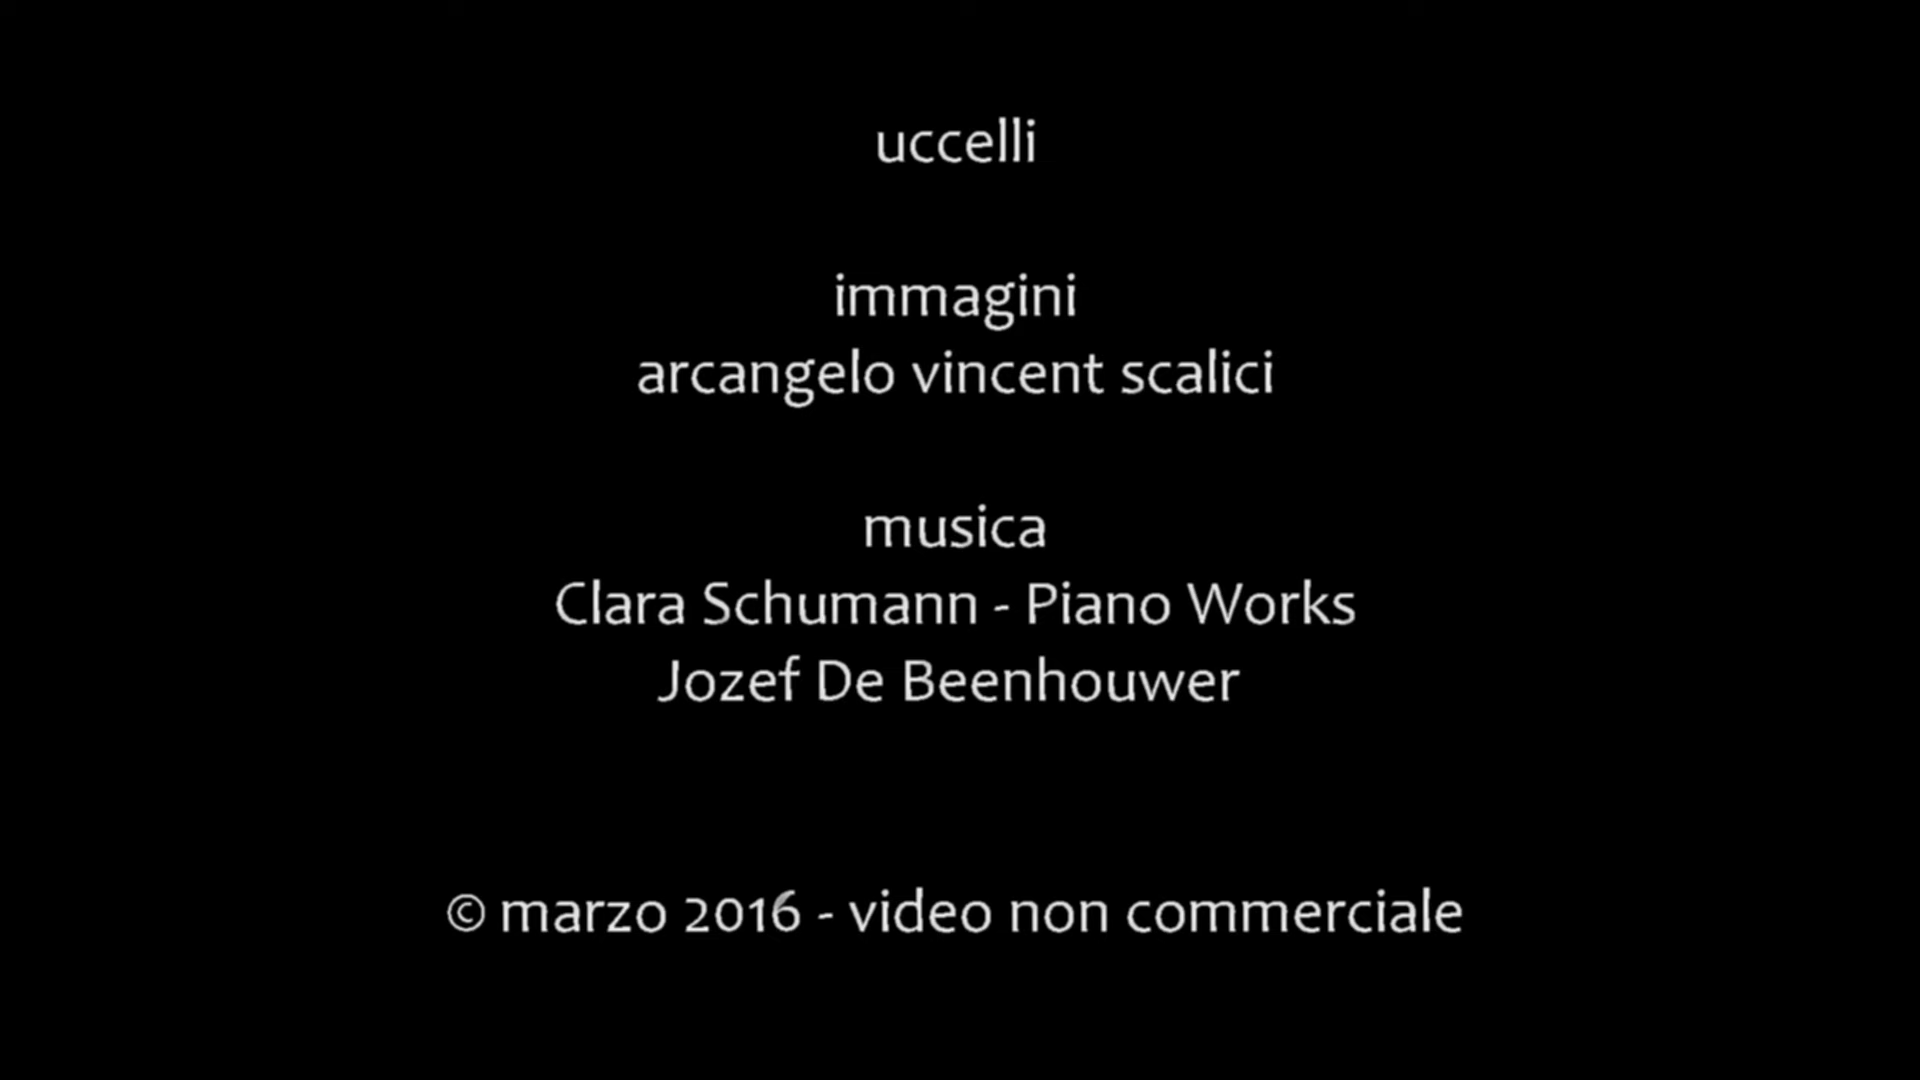 uccelli
immagini
arcangelo vincent scalici
musica
Clara Schumann - Piano Works
Jozef De Beenhouwer
© marzo 2016 - video non commerciale